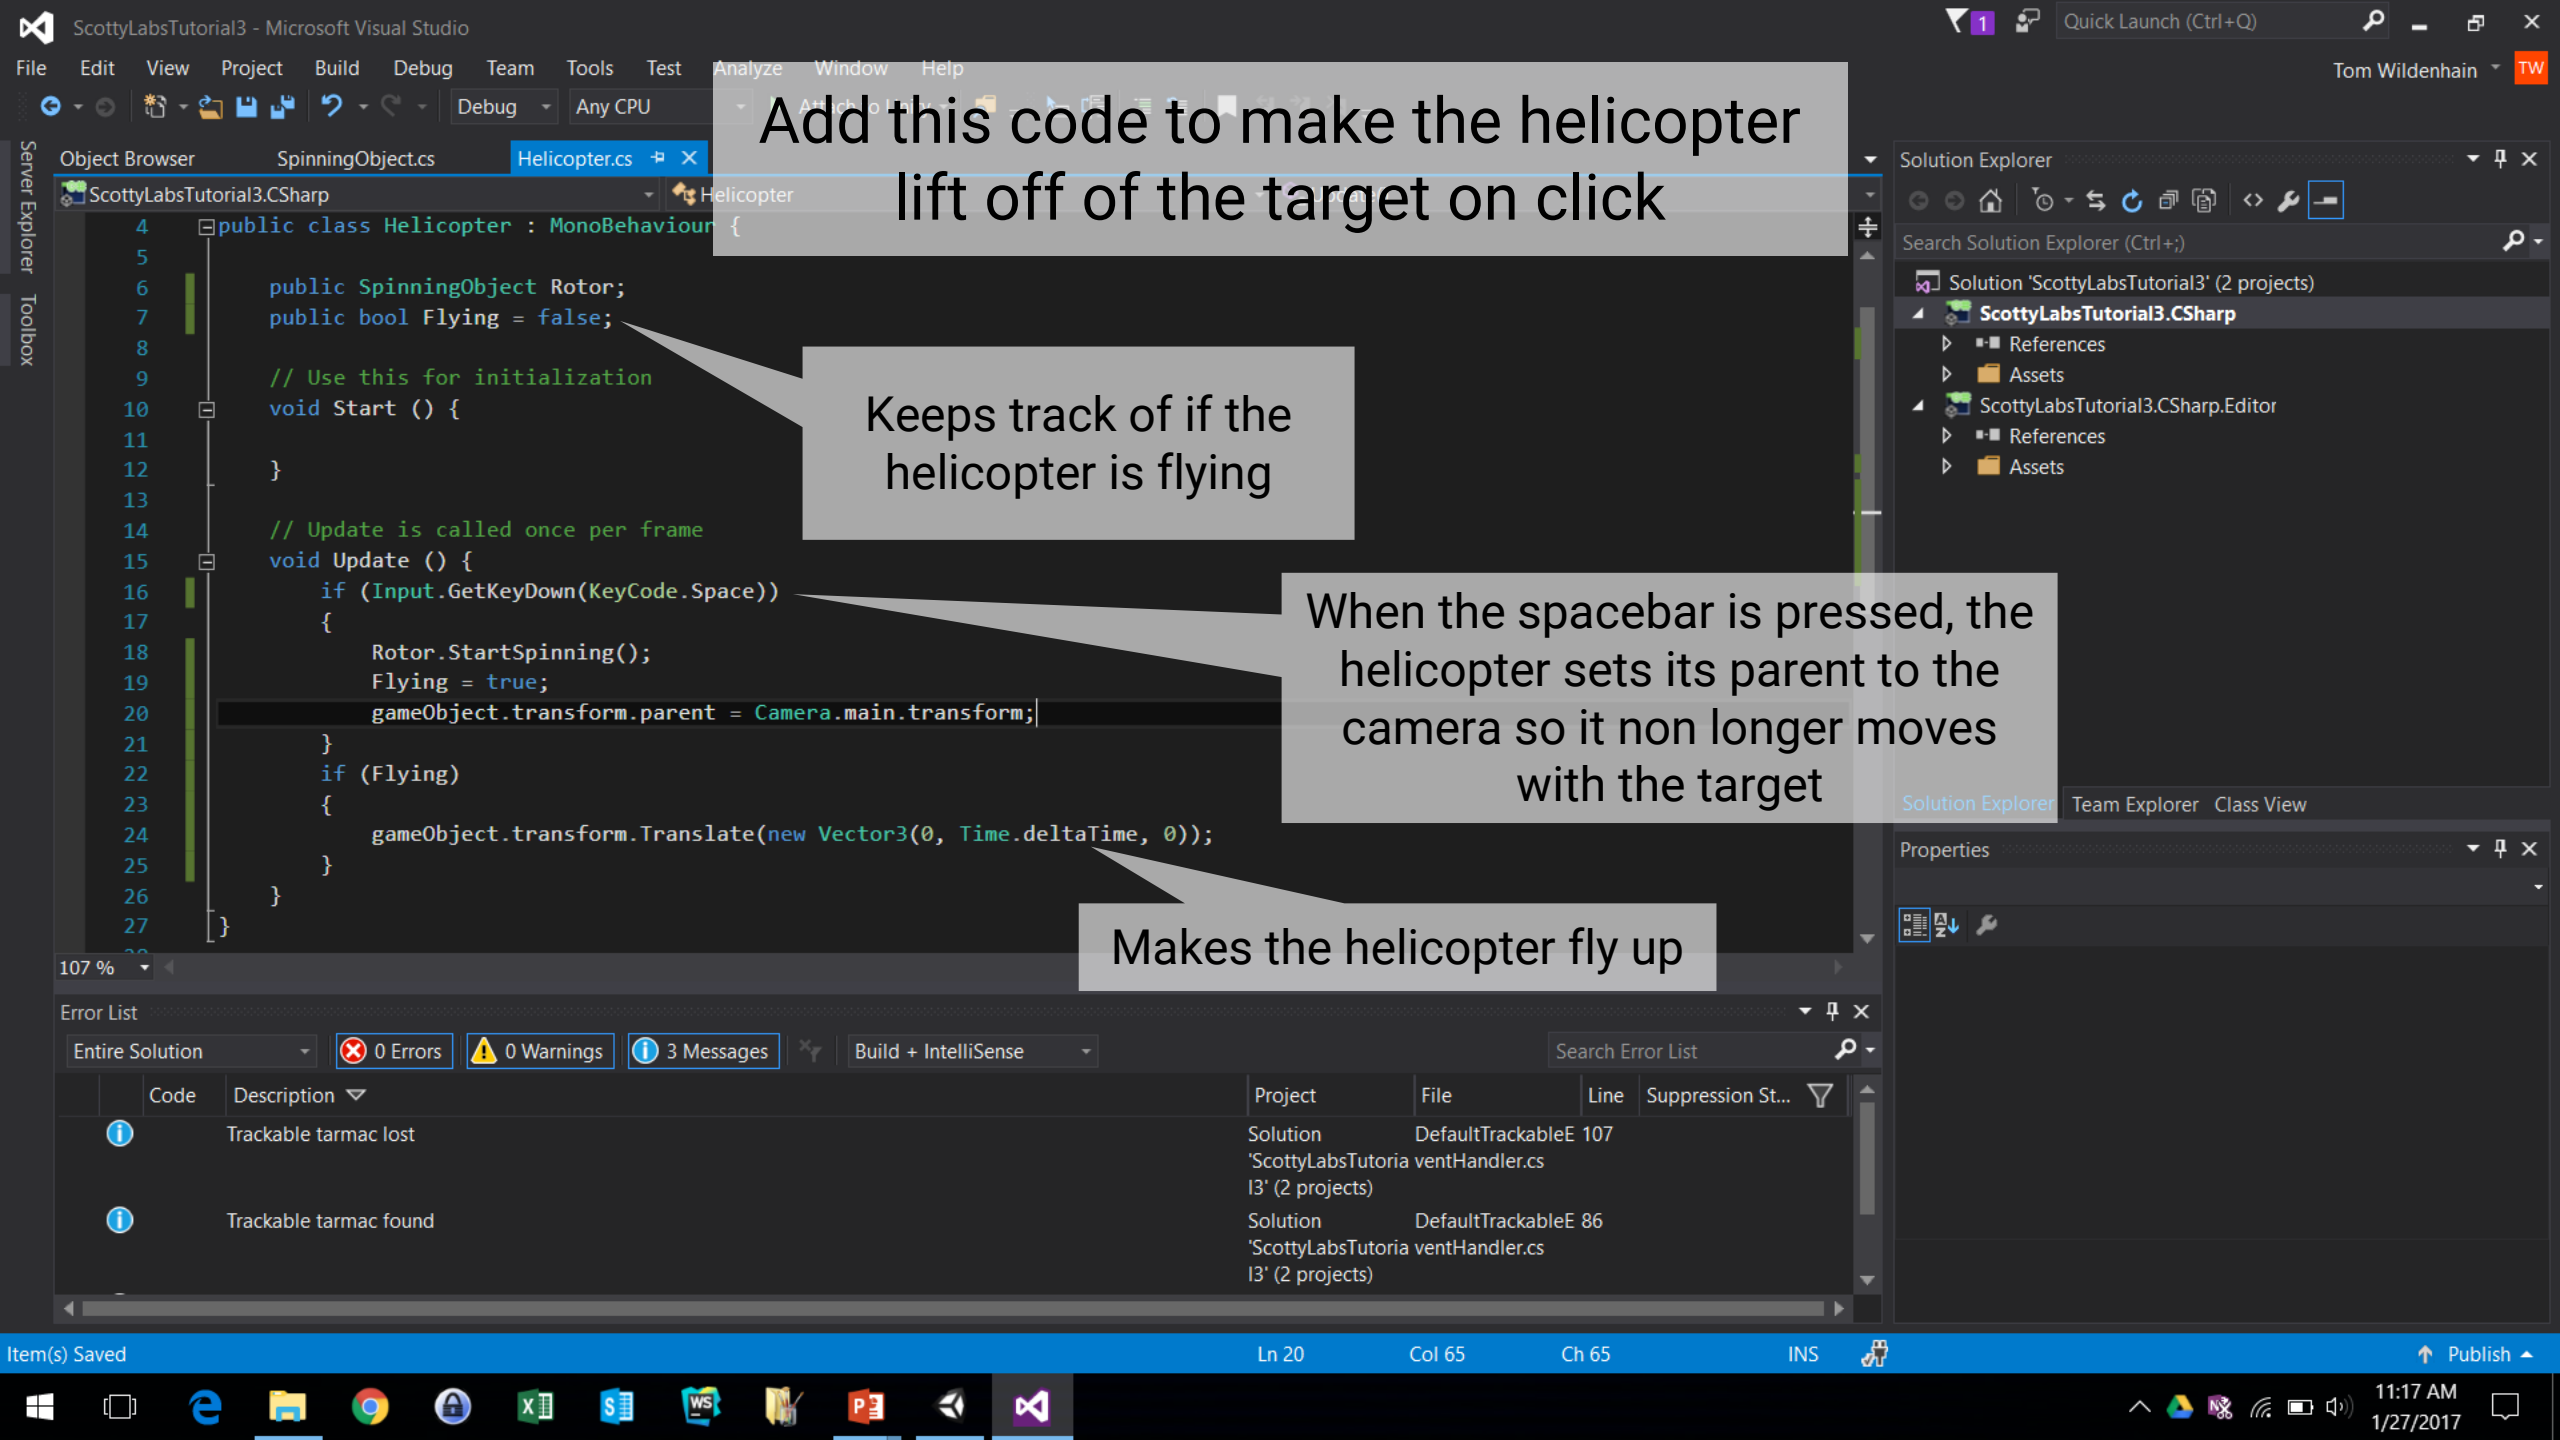 ScottyLabsTutorial3 - Microsoft Visual Studio
1
Quick Launch (Ctrl+Q)
File Edit View Project Build Debug Team Tools Test Analyze Window Help
Tom Wildenhain TW
Debug Any CPU Attach to Unity
Add this code to make the helicopter
lift off of the target on click
Server Explorer
Toolbox
Object Browser SpinningObject.cs Helicopter.cs
ScottyLabsTutorial3.CSharp Helicopter Update()
4 public class Helicopter : MonoBehaviour {
5
6 public SpinningObject Rotor;
7 public bool Flying = false;
8
9 // Use this for initialization
10 void Start () {
11
12 }
13
14 // Update is called once per frame
15 void Update () {
16 if (Input.GetKeyDown(KeyCode.Space))
17 {
18 Rotor.StartSpinning();
19 Flying = true;
20 gameObject.transform.parent = Camera.main.transform;
21 }
22 if (Flying)
23 {
24 gameObject.transform.Translate(new Vector3(0, Time.deltaTime, 0));
25 }
26 }
27 }
Keeps track of if the
helicopter is flying
When the spacebar is pressed, the
helicopter sets its parent to the
camera so it non longer moves
with the target
Makes the helicopter fly up
107 %
Solution Explorer
Search Solution Explorer (Ctrl+;)
Solution 'ScottyLabsTutorial3' (2 projects)
ScottyLabsTutorial3.CSharp
References
Assets
ScottyLabsTutorial3.CSharp.Editor
References
Assets
Solution Explorer Team Explorer Class View
Properties
Error List
Entire Solution 0 Errors 0 Warnings 3 Messages Build + IntelliSense Search Error List
Code Description Project File Line Suppression St...
Trackable tarmac lost Solution DefaultTrackableE 107
'ScottyLabsTutoria ventHandler.cs
l3' (2 projects)
Trackable tarmac found Solution DefaultTrackableE 86
'ScottyLabsTutoria ventHandler.cs
l3' (2 projects)
Item(s) Saved Ln 20 Col 65 Ch 65 INS Publish
11:17 AM
1/27/2017